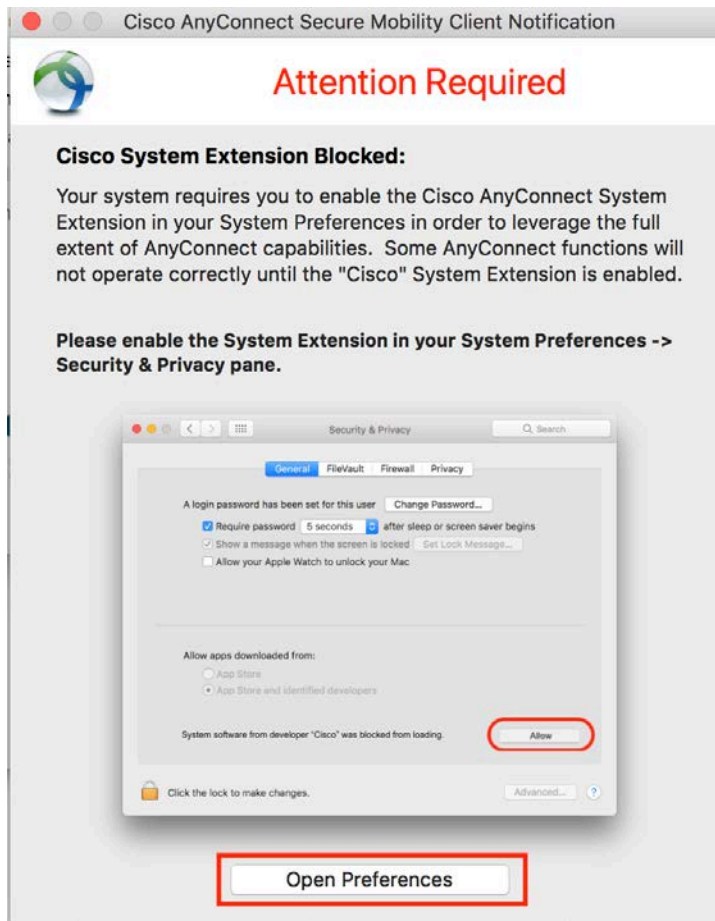 Cisco AnyConnect Secure Mobility Client Notification
Attention Required
Cisco System Extension Blocked:
Your system requires you to enable the Cisco AnyConnect System
Extension in your System Preferences in order to leverage the full
extent of AnyConnect capabilities.  Some AnyConnect functions will
not operate correctly until the "Cisco" System Extension is enabled.
Please enable the System Extension in your System Preferences ->
Security & Privacy pane.
Security & Privacy
Search
General FileVault Firewall Privacy
A login password has been set for this user Change Password...
Require password 5 seconds after sleep or screen saver begins
Show a message when the screen is locked Set Lock Message...
Allow your Apple Watch to unlock your Mac
Allow apps downloaded from:
App Store
App Store and identified developers
System software from developer "Cisco" was blocked from loading. Allow
Click the lock to make changes. Advanced... ?
Open Preferences